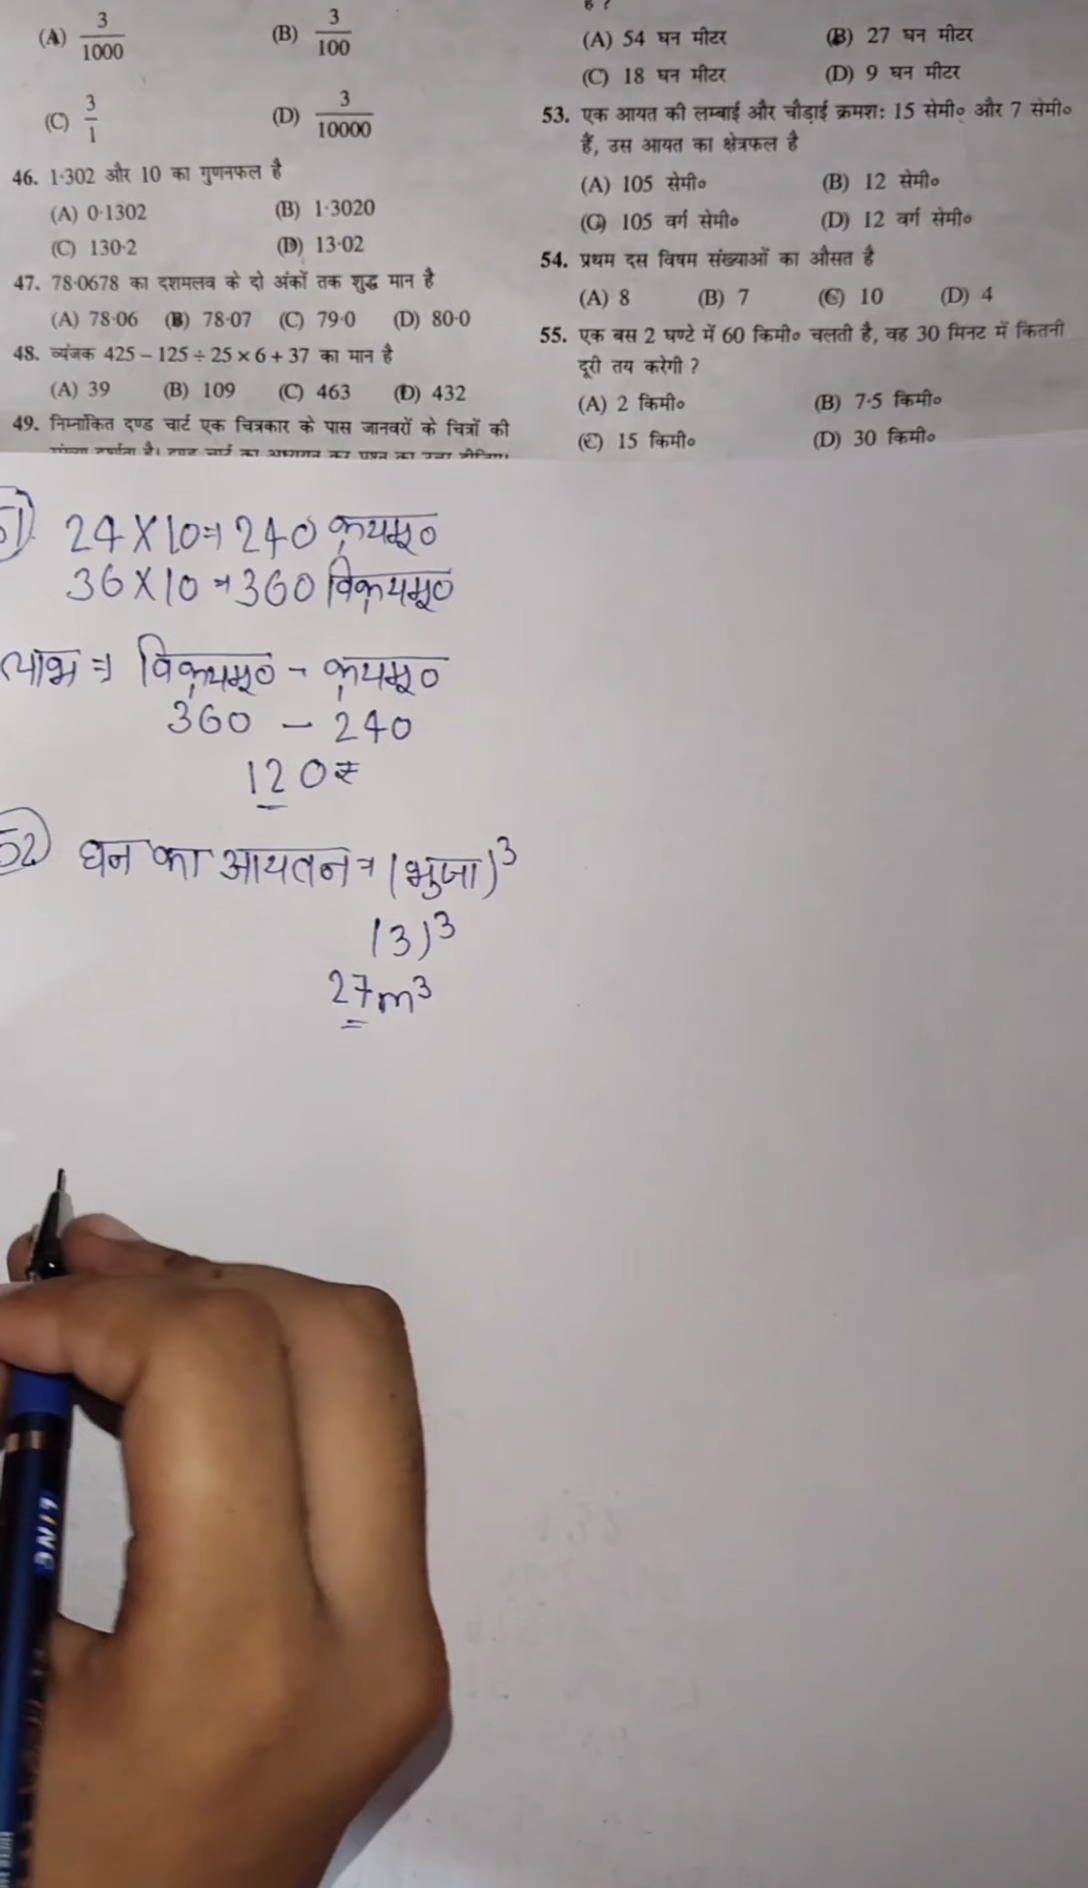 (A) 3/1000 (B) 3/100
(C) 3/1 (D) 3/10000
46. 1·302 और 10 का गुणनफल है
(A) 0·1302 (B) 1·3020
(C) 130·2 (D) 13·02
47. 78·0678 का दशमलव के दो अंकों तक शुद्ध मान है
(A) 78·06 (B) 78·07 (C) 79·0 (D) 80·0
48. व्यंजक 425 – 125 ÷ 25 × 6 + 37 का मान है
(A) 39 (B) 109 (C) 463 (D) 432
49. निम्नांकित दण्ड चार्ट एक चित्रकार के पास जानवरों के चित्रों की
है ?
(A) 54 घन मीटर (B) 27 घन मीटर
(C) 18 घन मीटर (D) 9 घन मीटर
53. एक आयत की लम्बाई और चौड़ाई क्रमश: 15 सेमी० और 7 सेमी०
हैं, उस आयत का क्षेत्रफल है
(A) 105 सेमी० (B) 12 सेमी०
(C) 105 वर्ग सेमी० (D) 12 वर्ग सेमी०
54. प्रथम दस विषम संख्याओं का औसत है
(A) 8 (B) 7 (C) 10 (D) 4
55. एक बस 2 घण्टे में 60 किमी० चलती है, वह 30 मिनट में कितनी
दूरी तय करेगी ?
(A) 2 किमी० (B) 7·5 किमी०
(C) 15 किमी० (D) 30 किमी०
51) 24 × 10 ⇒ 240 क्रयमू०
36 × 10 ⇒ 360 विक्रयमू०
लाभ ⇒ विक्रयमू० - क्रयमू०
360 - 240
120₹
52) घन का आयतन = (भुजा)³
(3)³
27m³
LINC